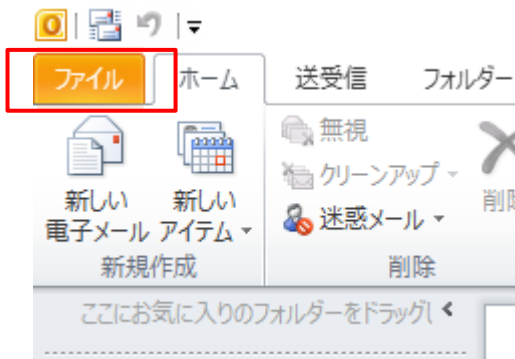 ファイル ホーム 送受信 フォルダー
無視
クリーンアップ
迷惑メール
新しい 電子メール
新しい アイテム
削除
新規作成 削除
ここにお気に入りのフォルダーをドラッグし